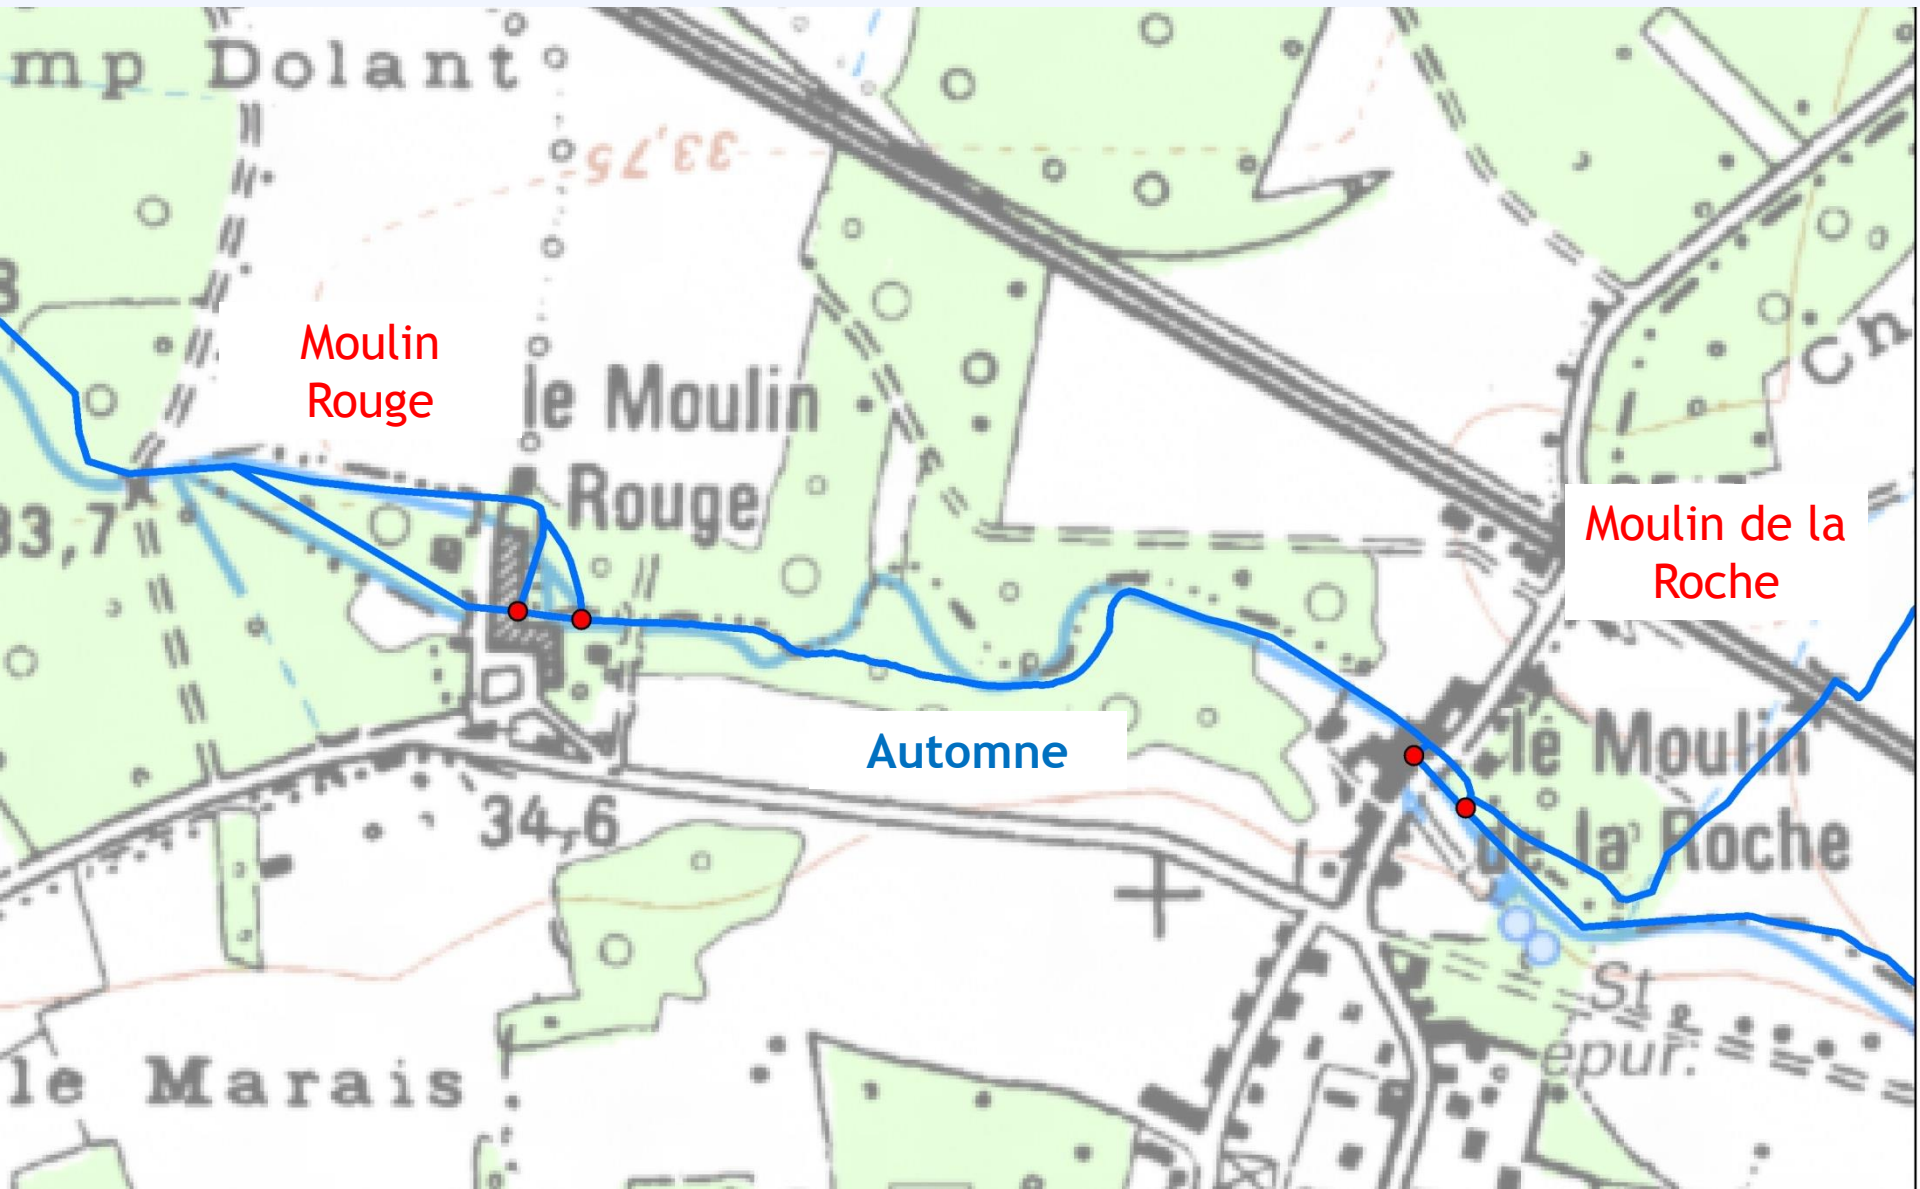 mp Dolant
33,75
Moulin
Rouge
le Moulin
Rouge
33,7
Ch
Moulin de la
Roche
Automne
le Moulin
de la Roche
34,6
St
épur.
le Marais